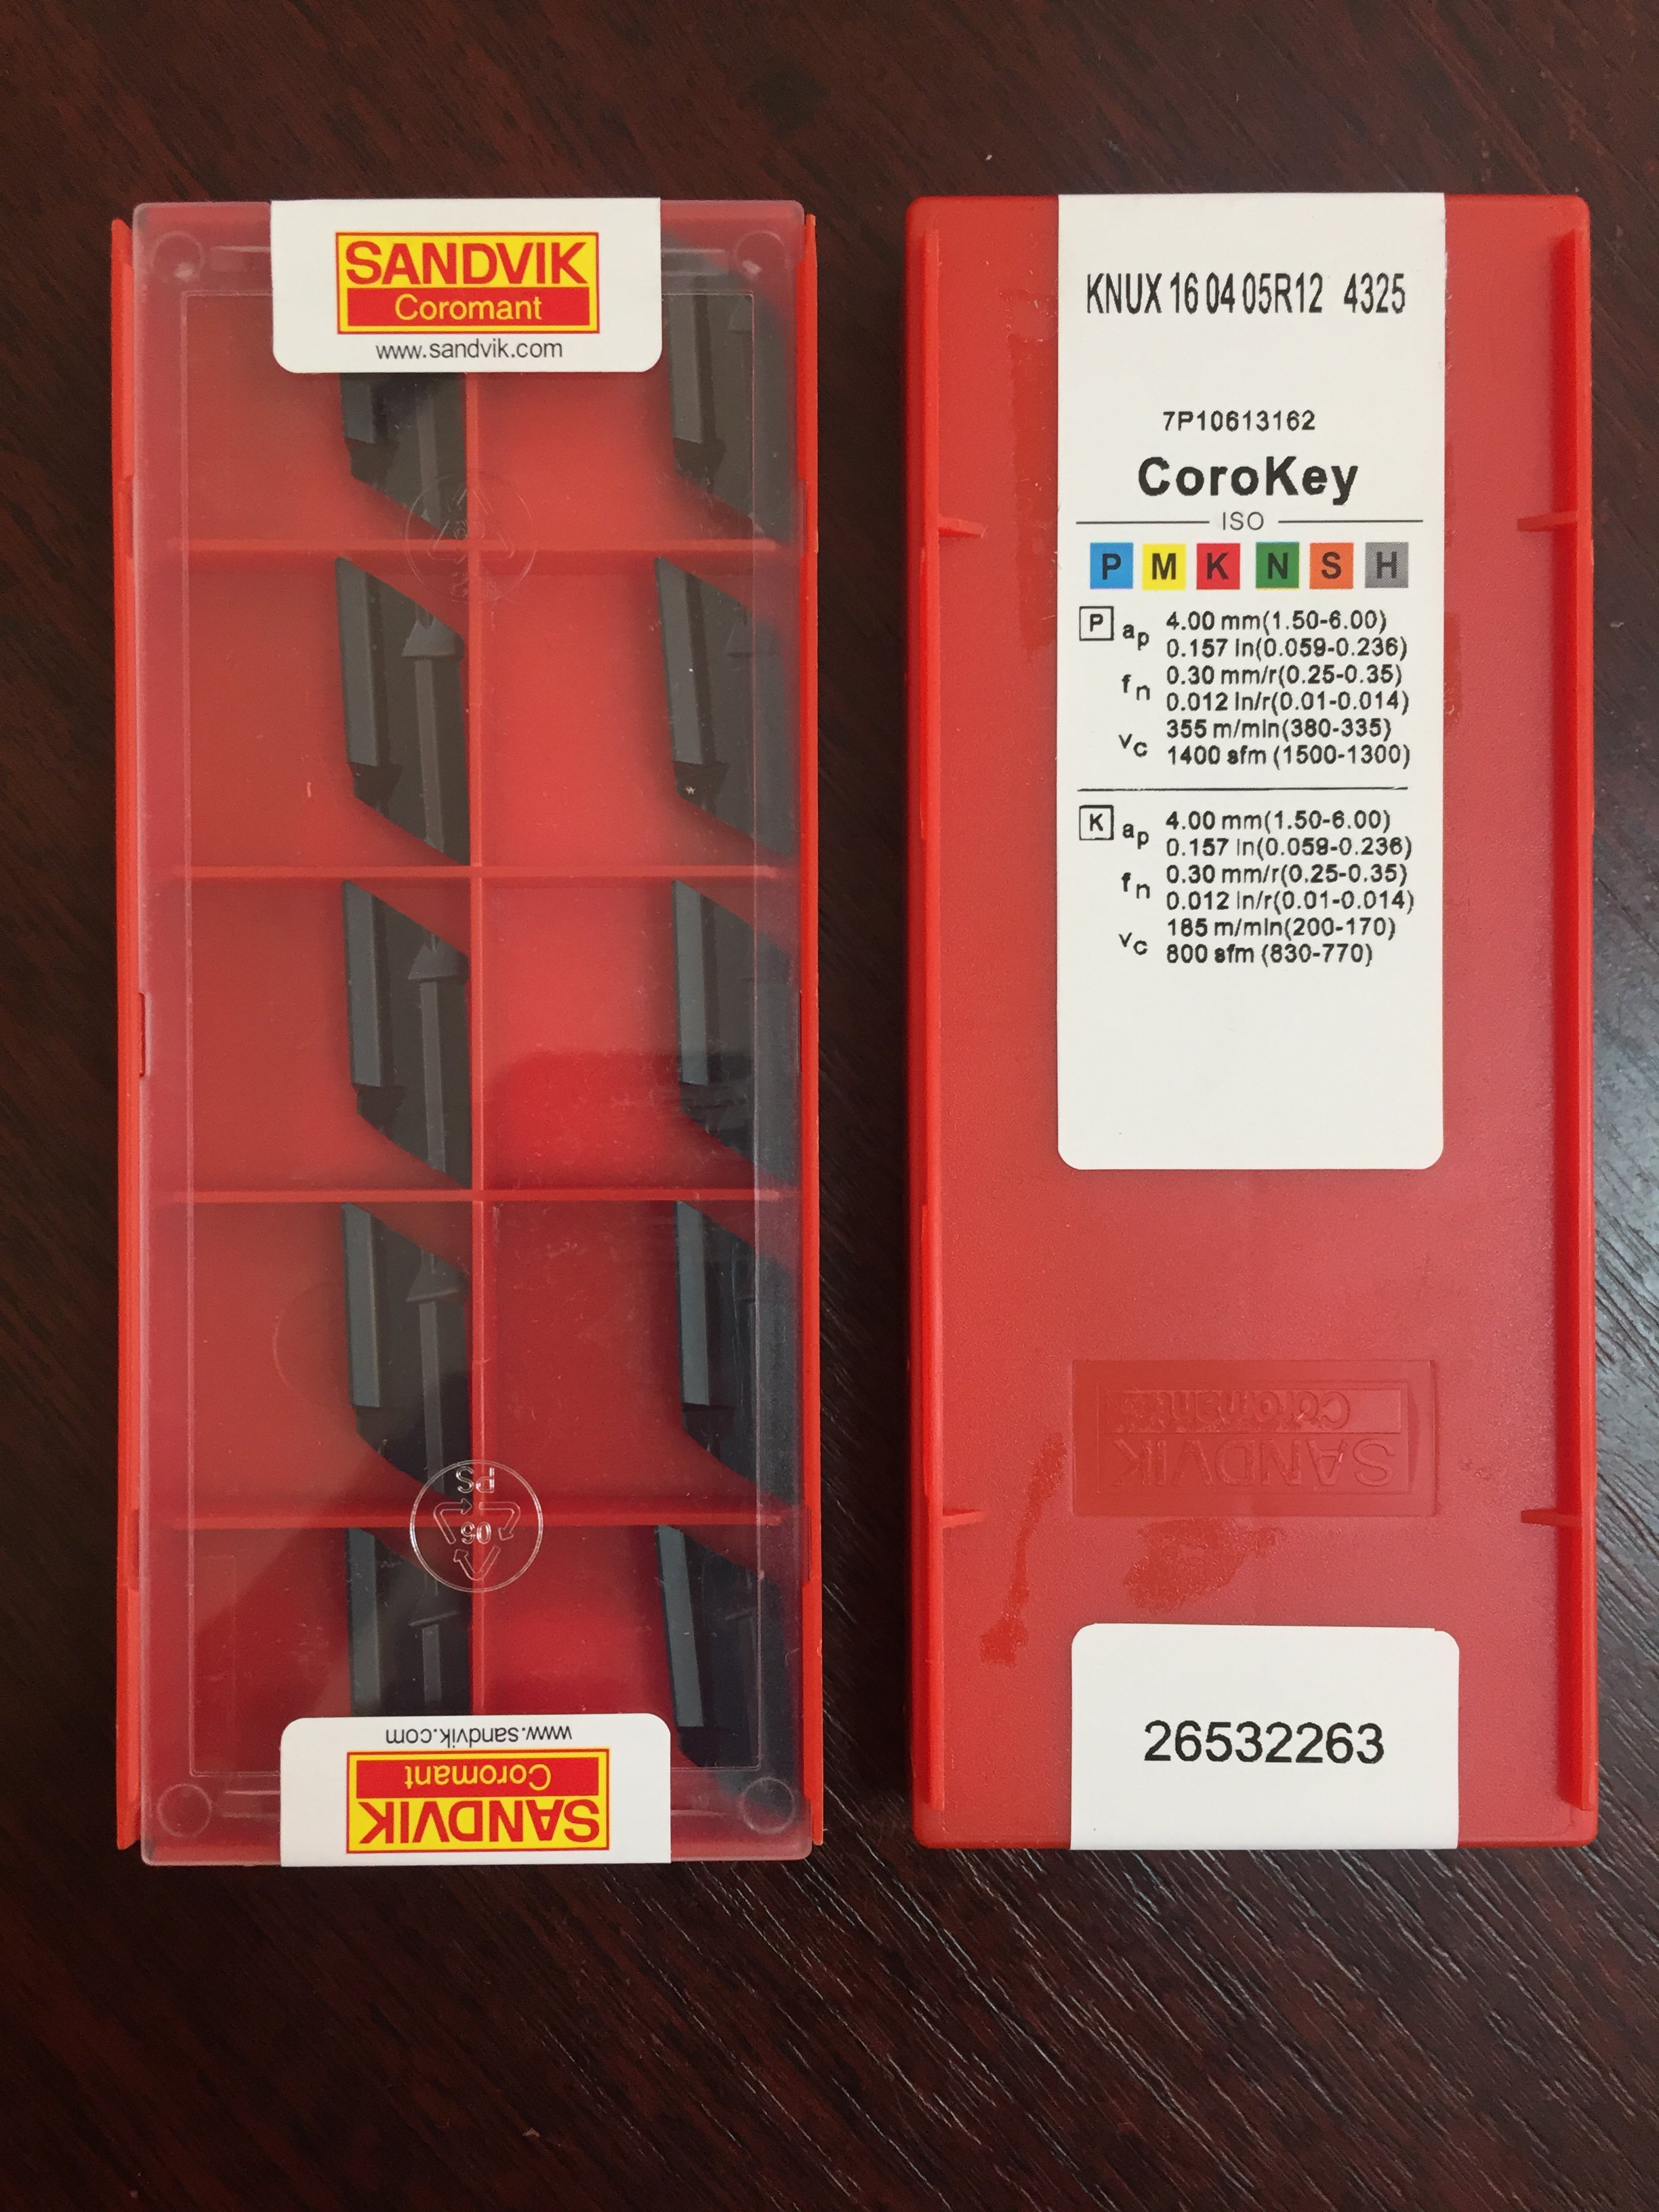 SANDVIK
Coromant
www.sandvik.com
PS
06
www.sandvik.com
Coromant
SANDVIK
KNUX 16 04 05R12 4325
7P10613162
CoroKey
ISO
P M K N S H
P ap 4.00 mm(1.50-6.00)
0.157 in(0.059-0.236)
fn 0.30 mm/r(0.25-0.35)
0.012 in/r(0.01-0.014)
vc 355 m/min(380-335)
1400 sfm (1500-1300)
K ap 4.00 mm(1.50-6.00)
0.157 in(0.059-0.236)
fn 0.30 mm/r(0.25-0.35)
0.012 in/r(0.01-0.014)
vc 185 m/min(200-170)
800 sfm (830-770)
Coromant
SANDVIK
26532263